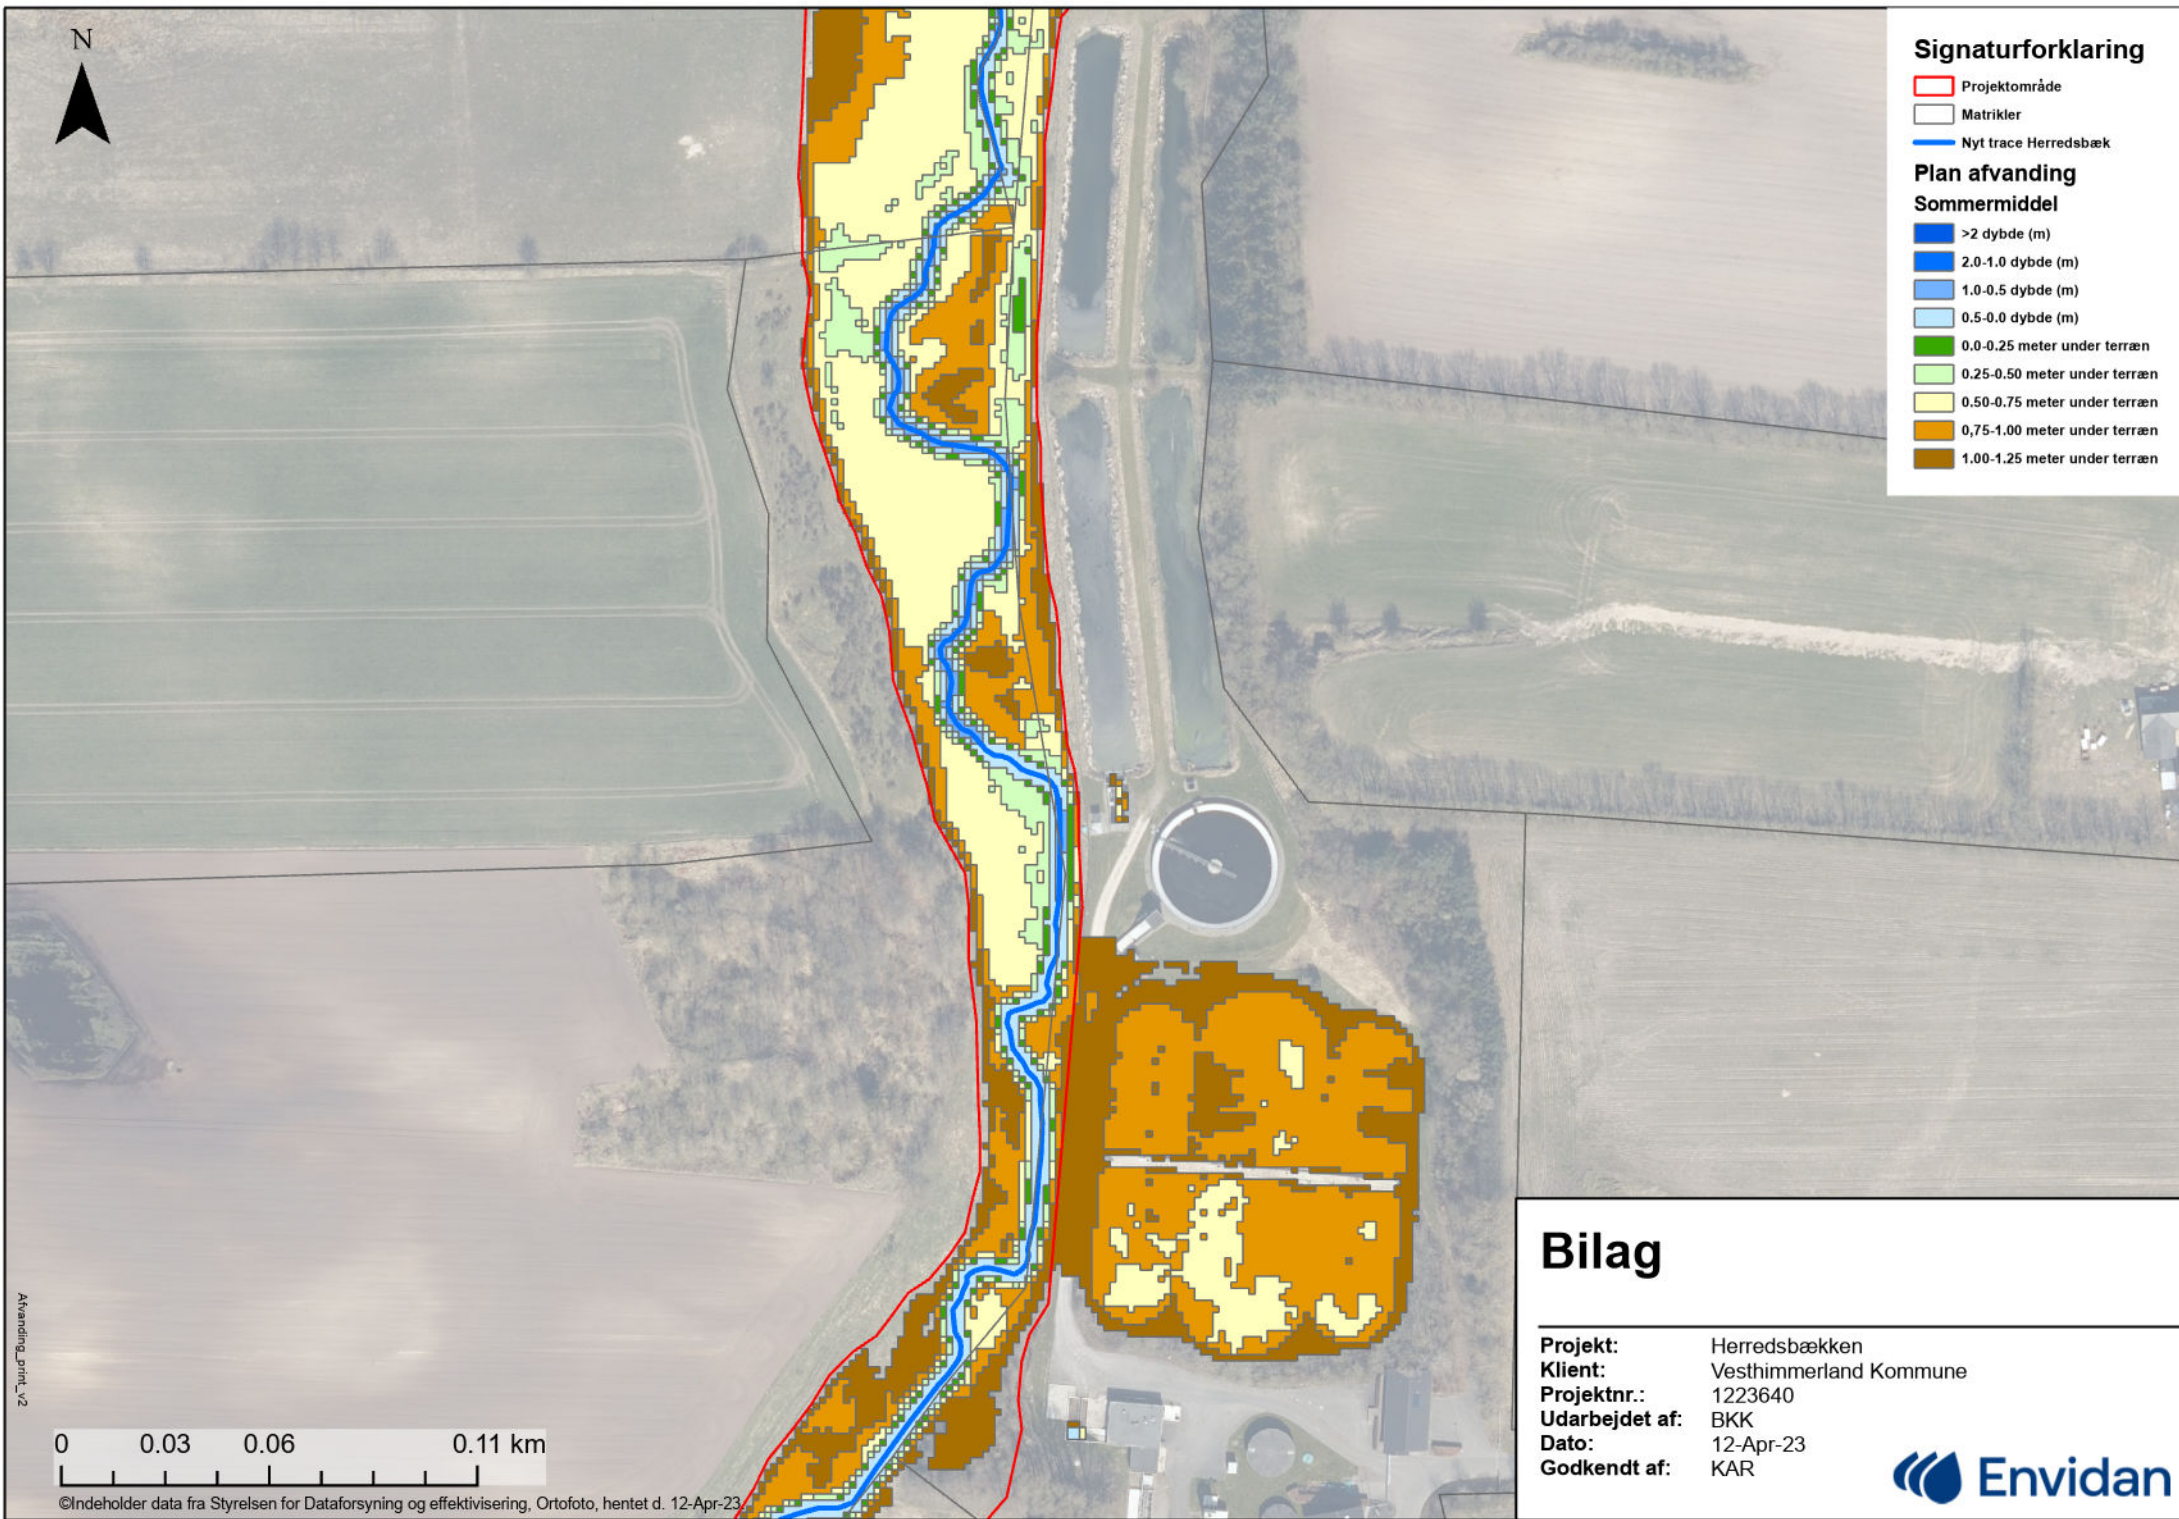 N
Signaturforklaring
Projektområde
Matrikler
Nyt trace Herredsbæk
Plan afvanding
Sommermiddel
>2 dybde (m)
2.0-1.0 dybde (m)
1.0-0.5 dybde (m)
0.5-0.0 dybde (m)
0.0-0.25 meter under terræn
0.25-0.50 meter under terræn
0.50-0.75 meter under terræn
0,75-1.00 meter under terræn
1.00-1.25 meter under terræn
Afvanding_print_v2
0 0.03 0.06 0.11 km
©Indeholder data fra Styrelsen for Dataforsyning og effektivisering, Ortofoto, hentet d. 12-Apr-23
Bilag
Projekt: Herredsbækken
Klient: Vesthimmerland Kommune
Projektnr.: 1223640
Udarbejdet af: BKK
Dato: 12-Apr-23
Godkendt af: KAR
Envidan